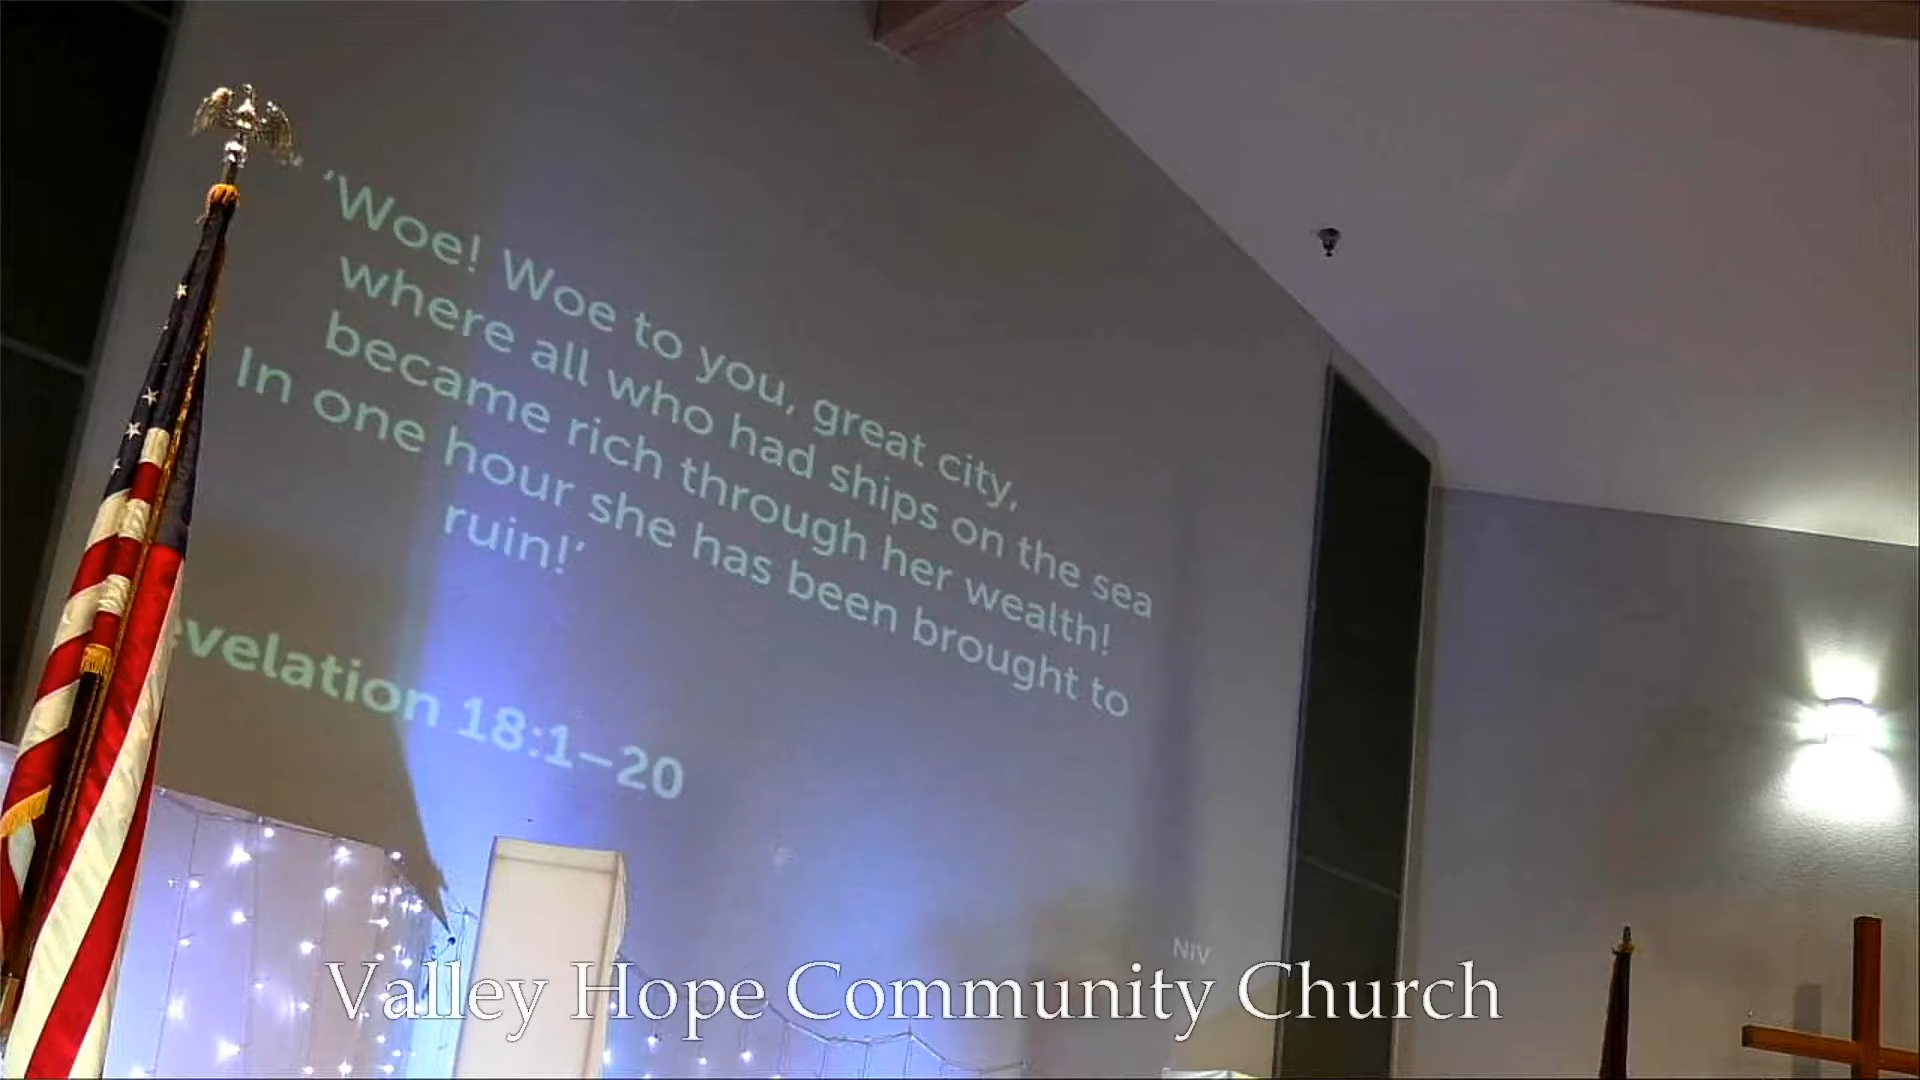 “ ‘Woe! Woe to you, great city,
where all who had ships on the sea
became rich through her wealth!
In one hour she has been brought to
ruin!’
evelation 18:1–20
NIV
Valley Hope Community Church